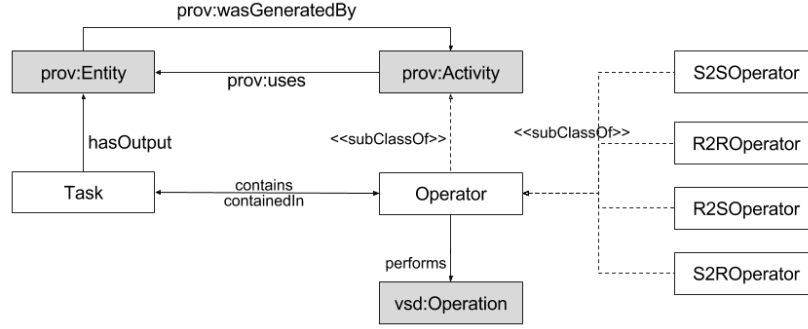 prov:wasGeneratedBy
prov:Entity
prov:Activity
prov:uses
S2SOperator
hasOutput
<<subClassOf>>
<<subClassOf>>
R2ROperator
Task
contains
containedIn
Operator
R2SOperator
performs
S2ROperator
vsd:Operation